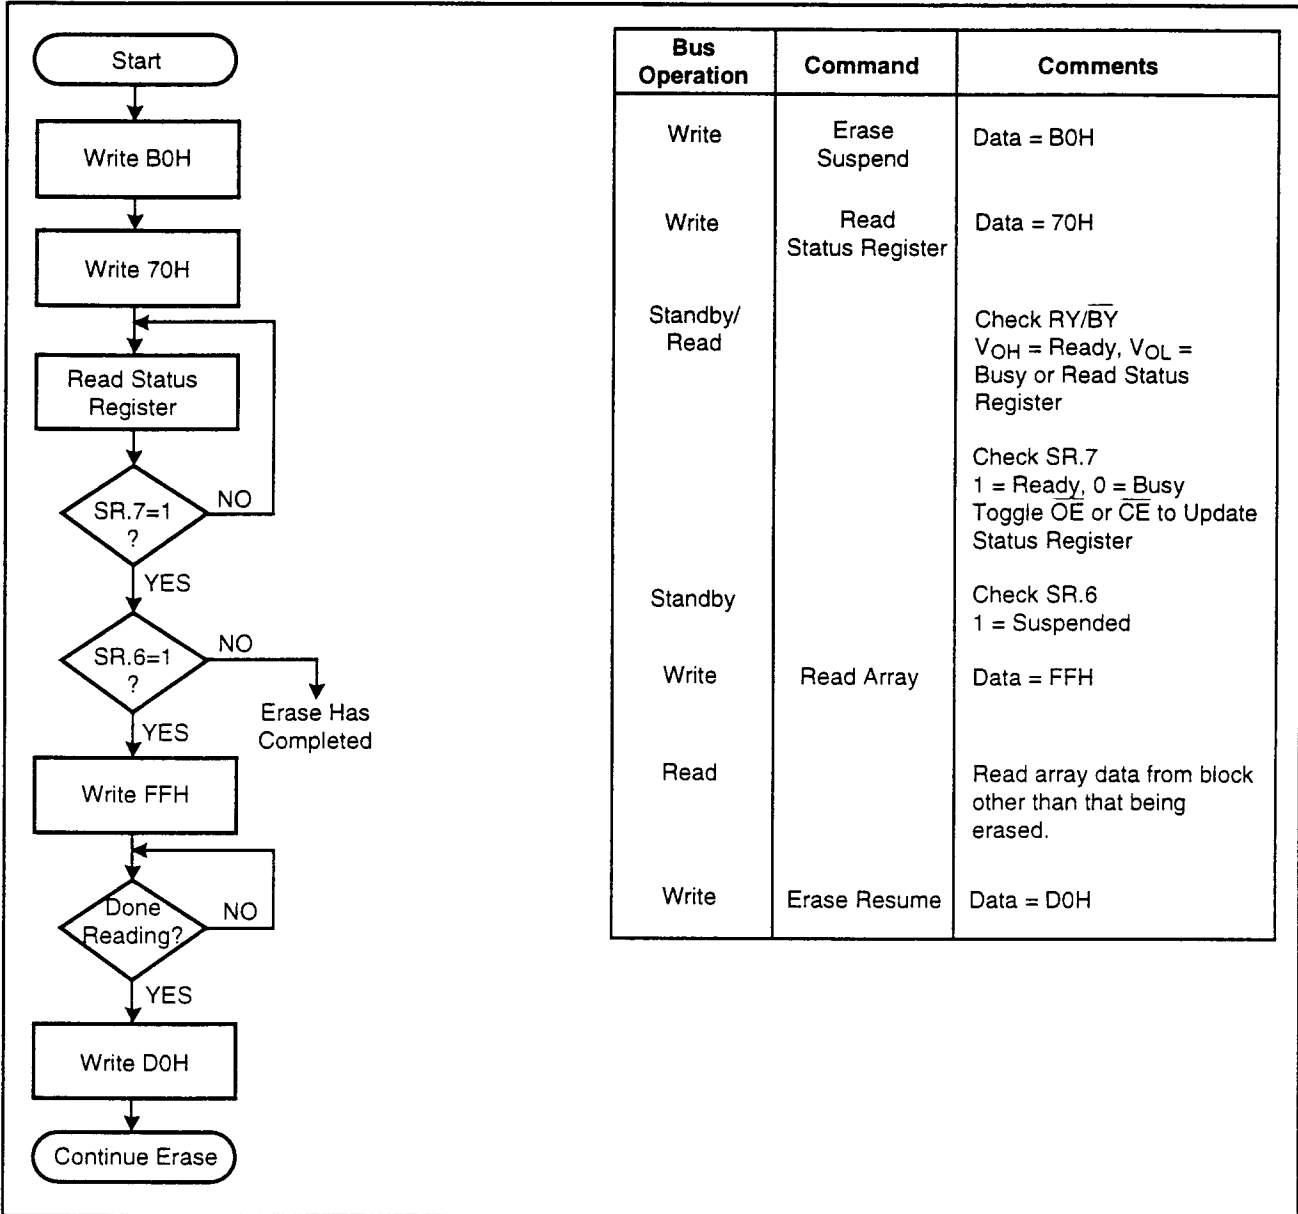 Start
Write B0H
Write 70H
Read Status
Register
SR.7=1
?
NO
YES
SR.6=1
?
NO
Erase Has
Completed
YES
Write FFH
Done
Reading?
NO
YES
Write D0H
Continue Erase
Bus
Operation
Command
Comments
Write
Erase
Suspend
Data = B0H
Write
Read
Status Register
Data = 70H
Standby/
Read
Check RY/B̅Y̅
VOH = Ready, VOL =
Busy or Read Status
Register
Check SR.7
1 = Ready, 0 = Busy
Toggle O̅E̅ or C̅E̅ to Update
Status Register
Standby
Check SR.6
1 = Suspended
Write
Read Array
Data = FFH
Read
Read array data from block
other than that being
erased.
Write
Erase Resume
Data = D0H